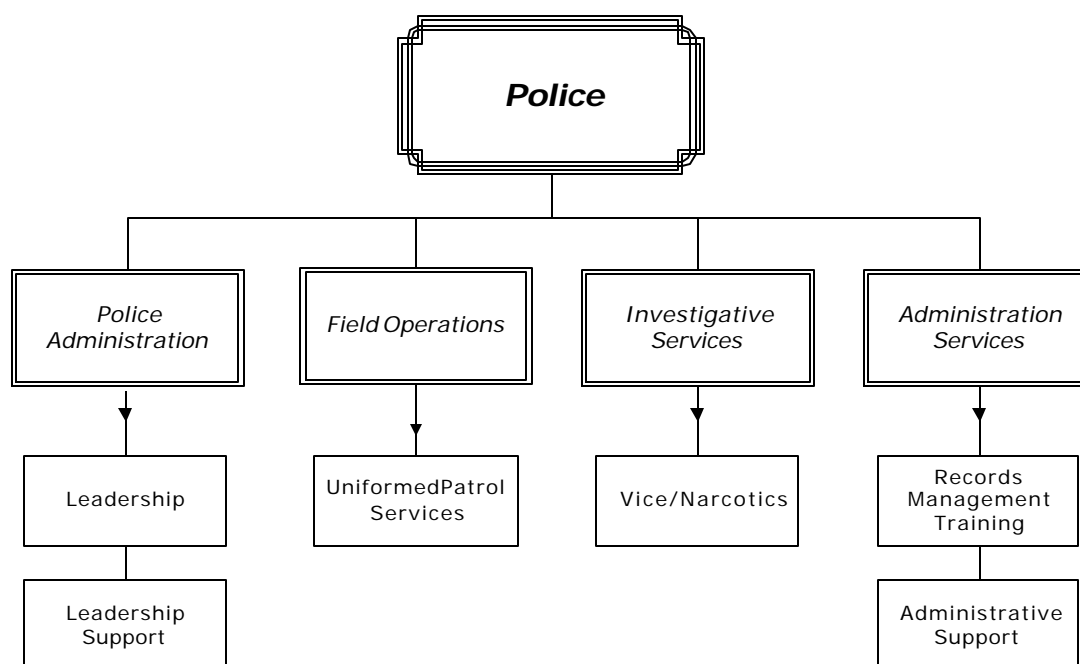 Police
Police
Administration
Field Operations
Investigative
Services
Administration
Services
Leadership
UniformedPatrol
Services
Vice/Narcotics
Records
Management
Training
Leadership
Support
Administrative
Support